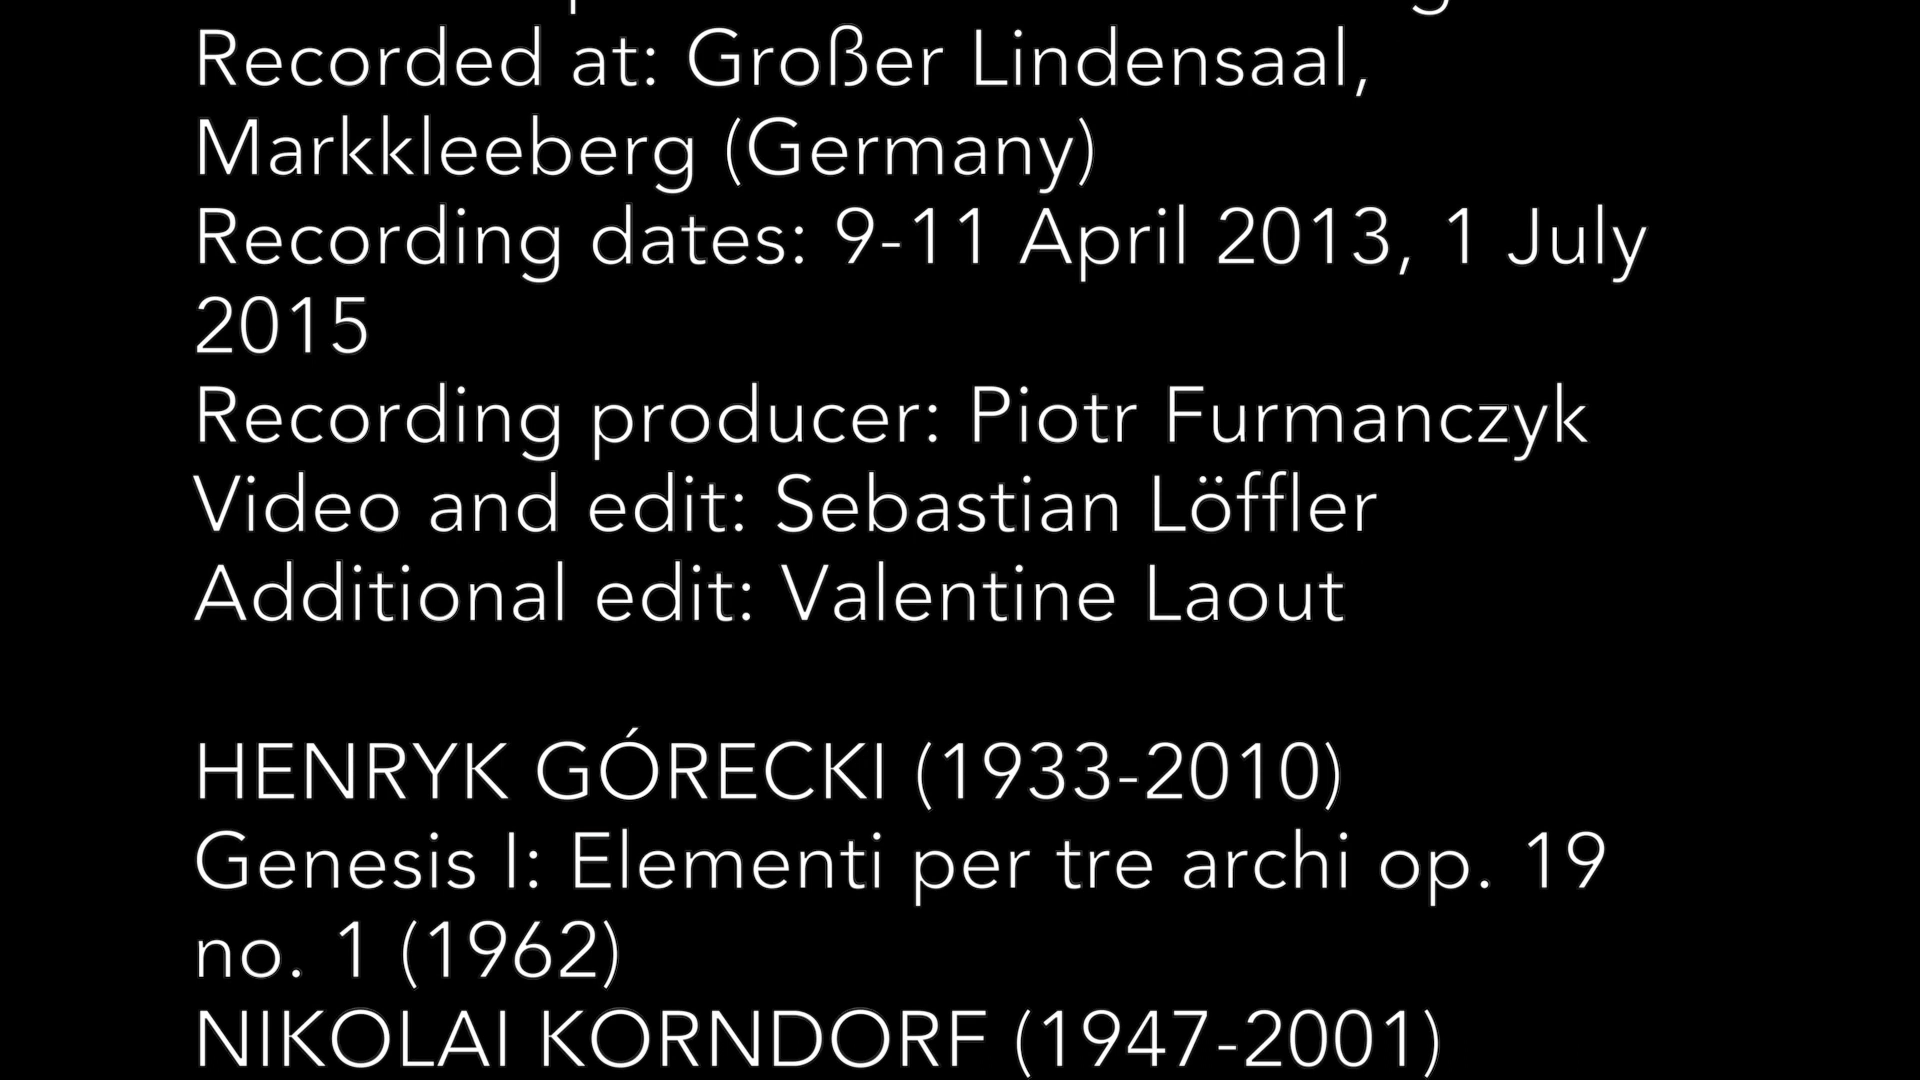 Recorded at: Großer Lindensaal,
Markkleeberg (Germany)
Recording dates: 9-11 April 2013, 1 July
2015
Recording producer: Piotr Furmanczyk
Video and edit: Sebastian Löffler
Additional edit: Valentine Laout
HENRYK GÓRECKI (1933-2010)
Genesis I: Elementi per tre archi op. 19
no. 1 (1962)
NIKOLAI KORNDORF (1947-2001)